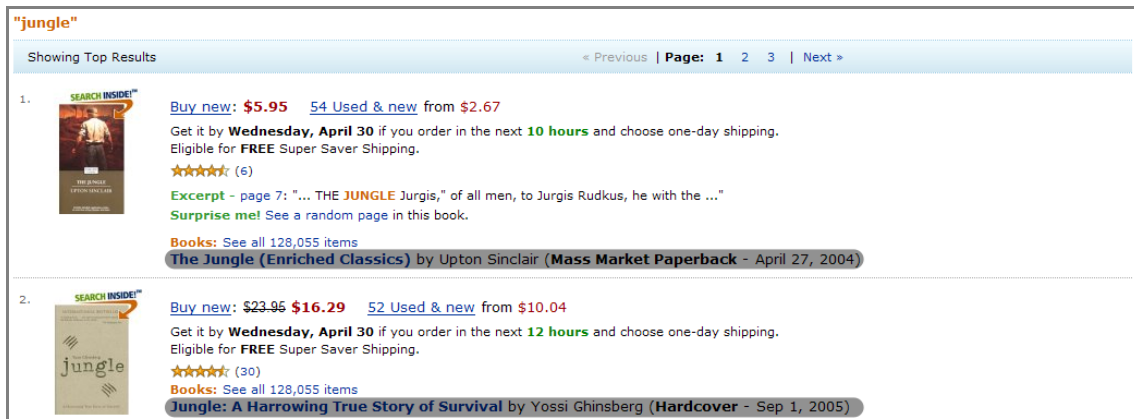 "jungle"
Showing Top Results « Previous | Page: 1 2 3 | Next »
1.
SEARCH INSIDE!™
THE JUNGLE
UPTON SINCLAIR
Buy new: $5.95 54 Used & new from $2.67
Get it by Wednesday, April 30 if you order in the next 10 hours and choose one-day shipping.
Eligible for FREE Super Saver Shipping.
(6)
Excerpt - page 7: "... THE JUNGLE Jurgis," of all men, to Jurgis Rudkus, he with the ..."
Surprise me! See a random page in this book.
Books: See all 128,055 items
The Jungle (Enriched Classics) by Upton Sinclair (Mass Market Paperback - April 27, 2004)
2.
SEARCH INSIDE!™
jungle
Buy new: $23.95 $16.29 52 Used & new from $10.04
Get it by Wednesday, April 30 if you order in the next 12 hours and choose one-day shipping.
Eligible for FREE Super Saver Shipping.
(30)
Books: See all 128,055 items
Jungle: A Harrowing True Story of Survival by Yossi Ghinsberg (Hardcover - Sep 1, 2005)